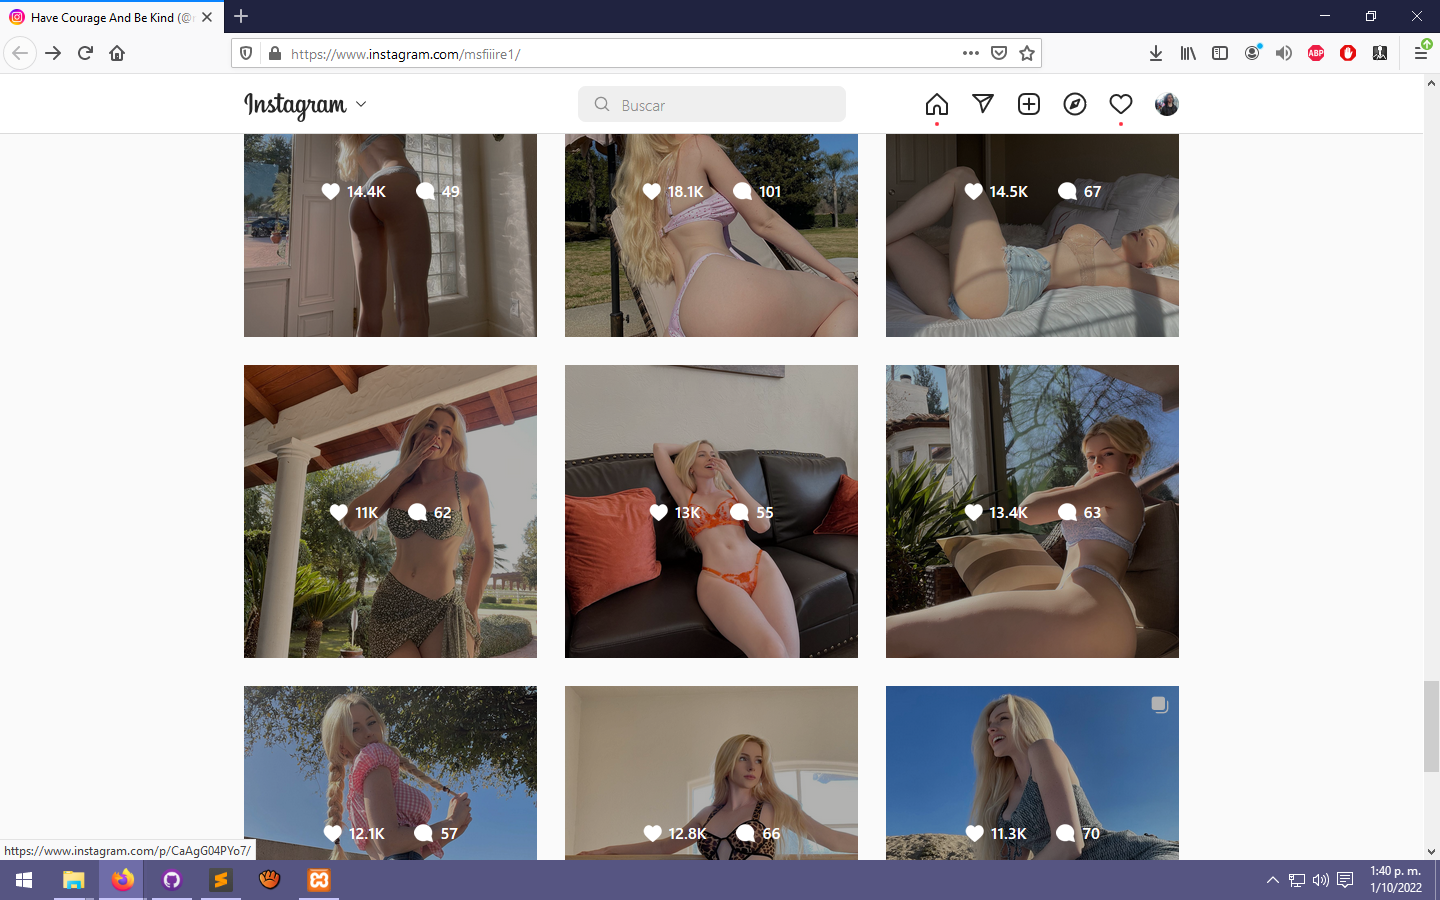 Have Courage And Be Kind (@
https://www.instagram.com/msfiiire1/
ABP
Instagram
Buscar
14.4K 49
18.1K 101
14.5K 67
11K 62
13K 55
13.4K 63
12.1K 57
12.8K 66
11.3K 70
https://www.instagram.com/p/CaAgG04PYo7/
1:40 p. m.
1/10/2022